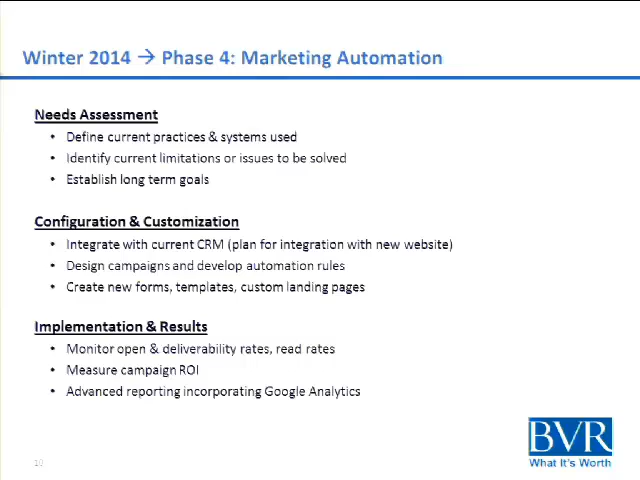 Winter 2014 → Phase 4: Marketing Automation
Needs Assessment
• Define current practices & systems used
• Identify current limitations or issues to be solved
• Establish long term goals
Configuration & Customization
• Integrate with current CRM (plan for integration with new website)
• Design campaigns and develop automation rules
• Create new forms, templates, custom landing pages
Implementation & Results
• Monitor open & deliverability rates, read rates
• Measure campaign ROI
• Advanced reporting incorporating Google Analytics
BVR
What It's Worth
10